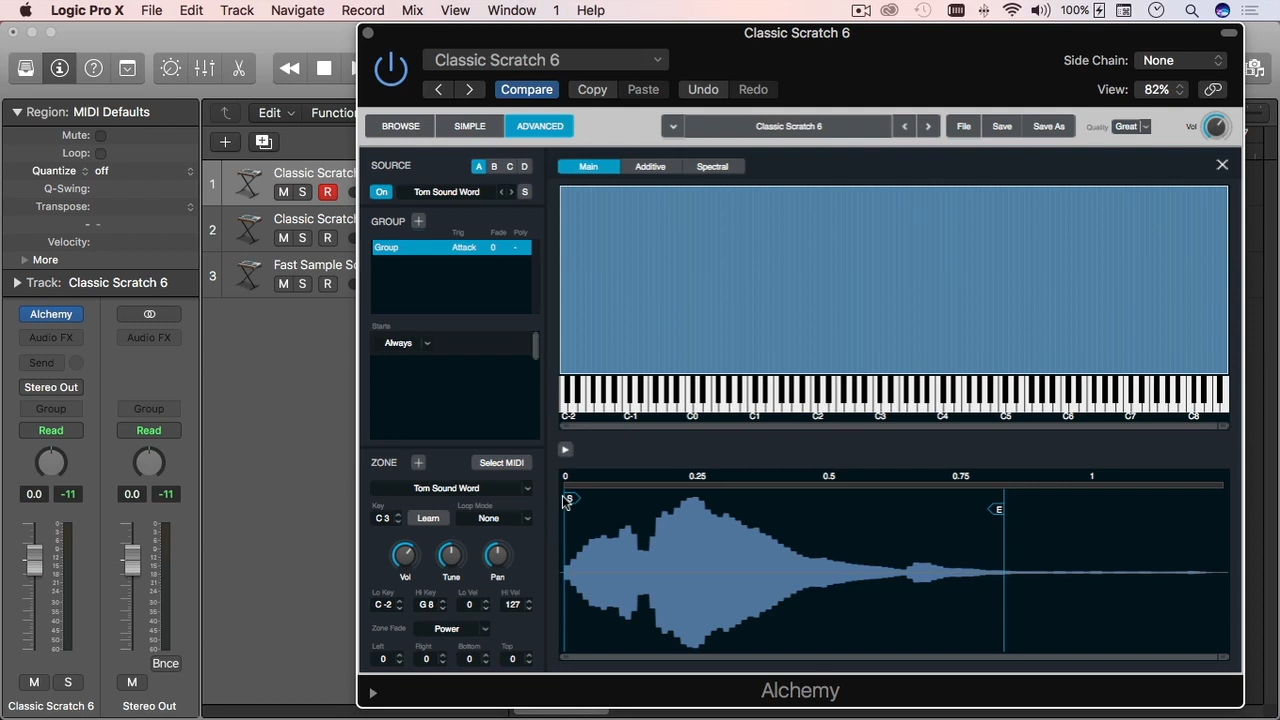 Logic Pro X File Edit Track Navigate Record Mix View Window 1 Help 100%
Classic Scratch 6
Classic Scratch 6
Side Chain: None
Compare Copy Paste Undo Redo
View: 82%
Region: MIDI Defaults
Mute:
Loop:
Quantize off
Q-Swing:
Transpose:
- -
Velocity:
More
Track: Classic Scratch 6
Edit Function
1 Classic Scratc
M S R
2 Classic Scratc
M S R
3 Fast Sample Sc
M S R
BROWSE SIMPLE ADVANCED
Classic Scratch 6
File Save Save As Quality Great Vol
SOURCE A B C D
On Tom Sound Word S
Main Additive Spectral
GROUP +
Trig Fade Poly
Group Attack 0 -
Starts
Always
C-2 C-1 C0 C1 C2 C3 C4 C5 C6 C7 C8
ZONE + Select MIDI
Tom Sound Word
Key Loop Mode
C 3 Learn None
Vol Tune Pan
Lo Key Hi Key Lo Vel Hi Vel
C -2 G 8 0 127
Zone Fade Power
Left Right Bottom Top
0 0 0 0
0 0.25 0.5 0.75 1
S E
Alchemy
Alchemy
Audio FX Audio FX
Send
Stereo Out
Group Group
Read Read
0.0 -11 0.0 -11
Bnce
M S M
Classic Scratch 6 Stereo Out